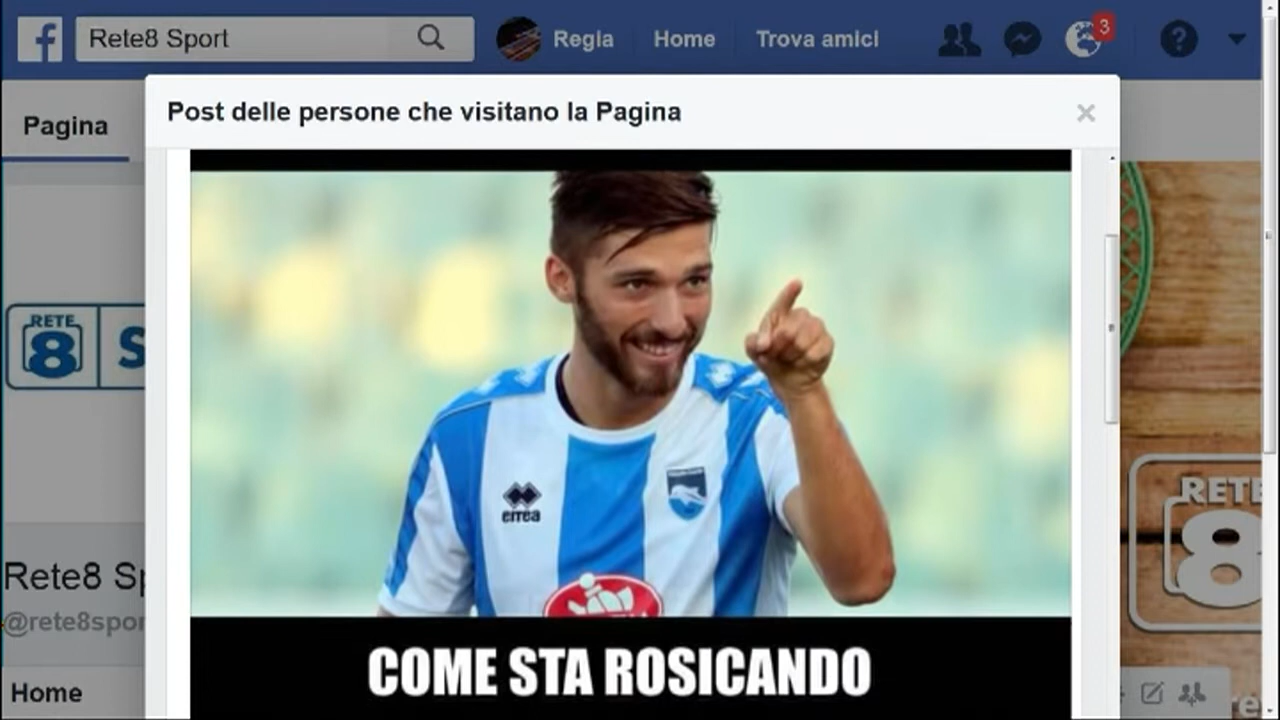 Rete8 Sport
Regia
Home
Trova amici
3
?
Pagina
Post delle persone che visitano la Pagina
×
RETE
8
S
errea
COME STA ROSICANDO
Rete8 Sp
@rete8spor
Home
RETE
8